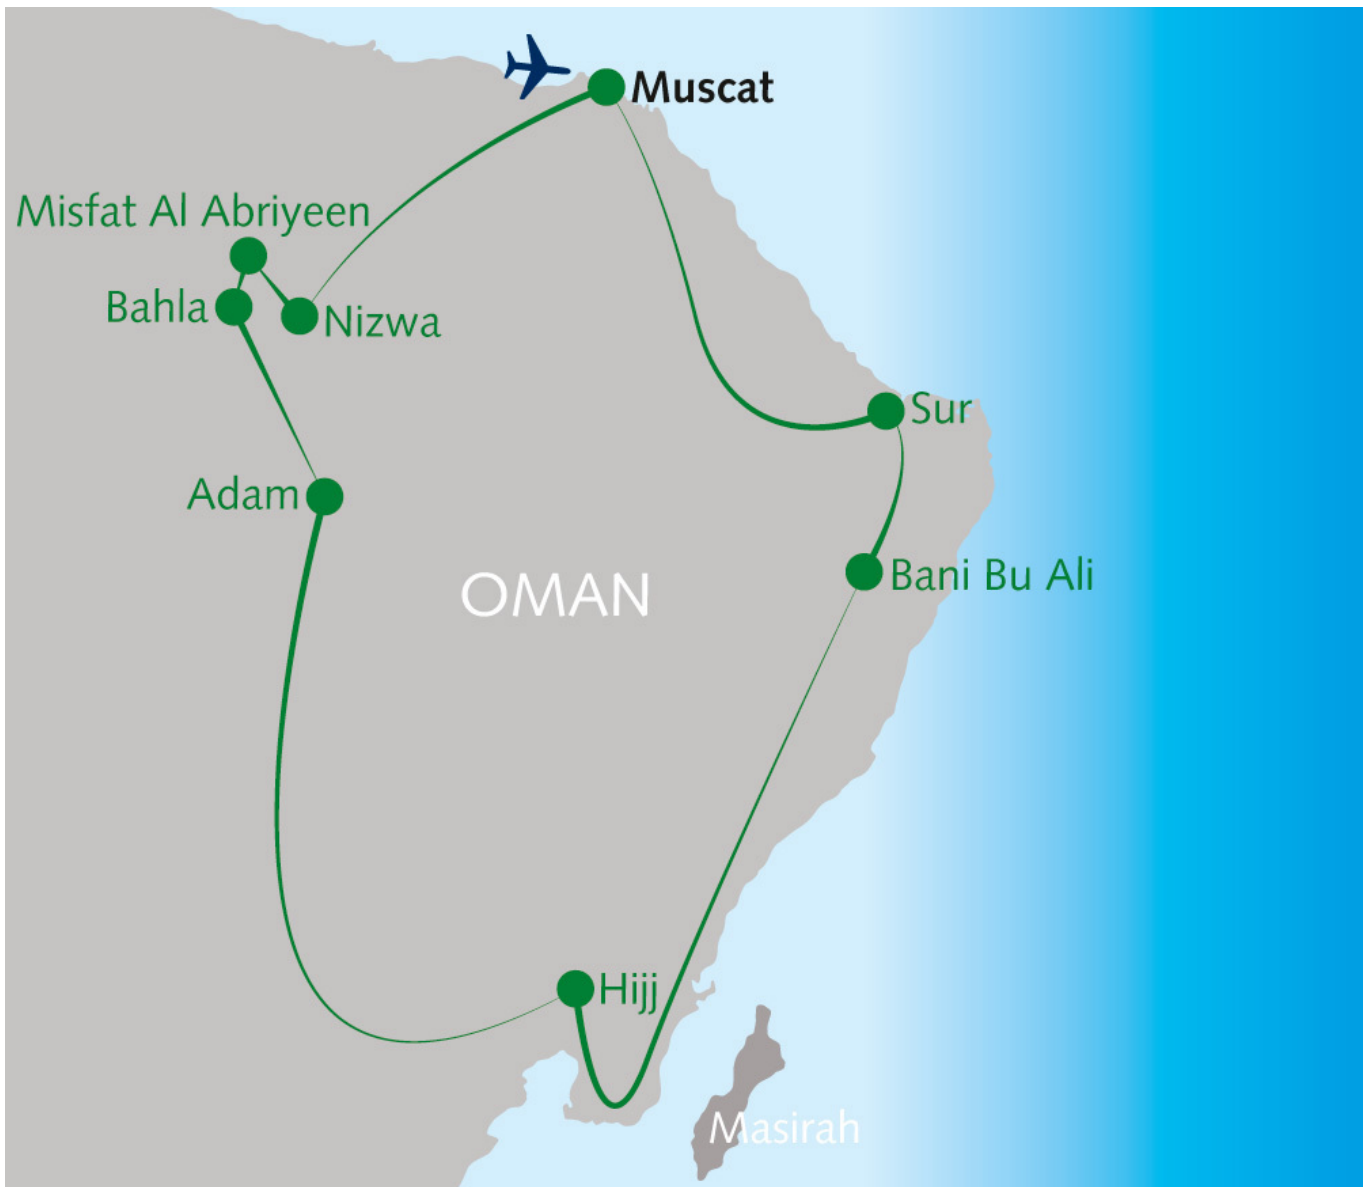 Muscat
Misfat Al Abriyeen
Bahla
Nizwa
Sur
Adam
Bani Bu Ali
OMAN
Hijj
Masirah